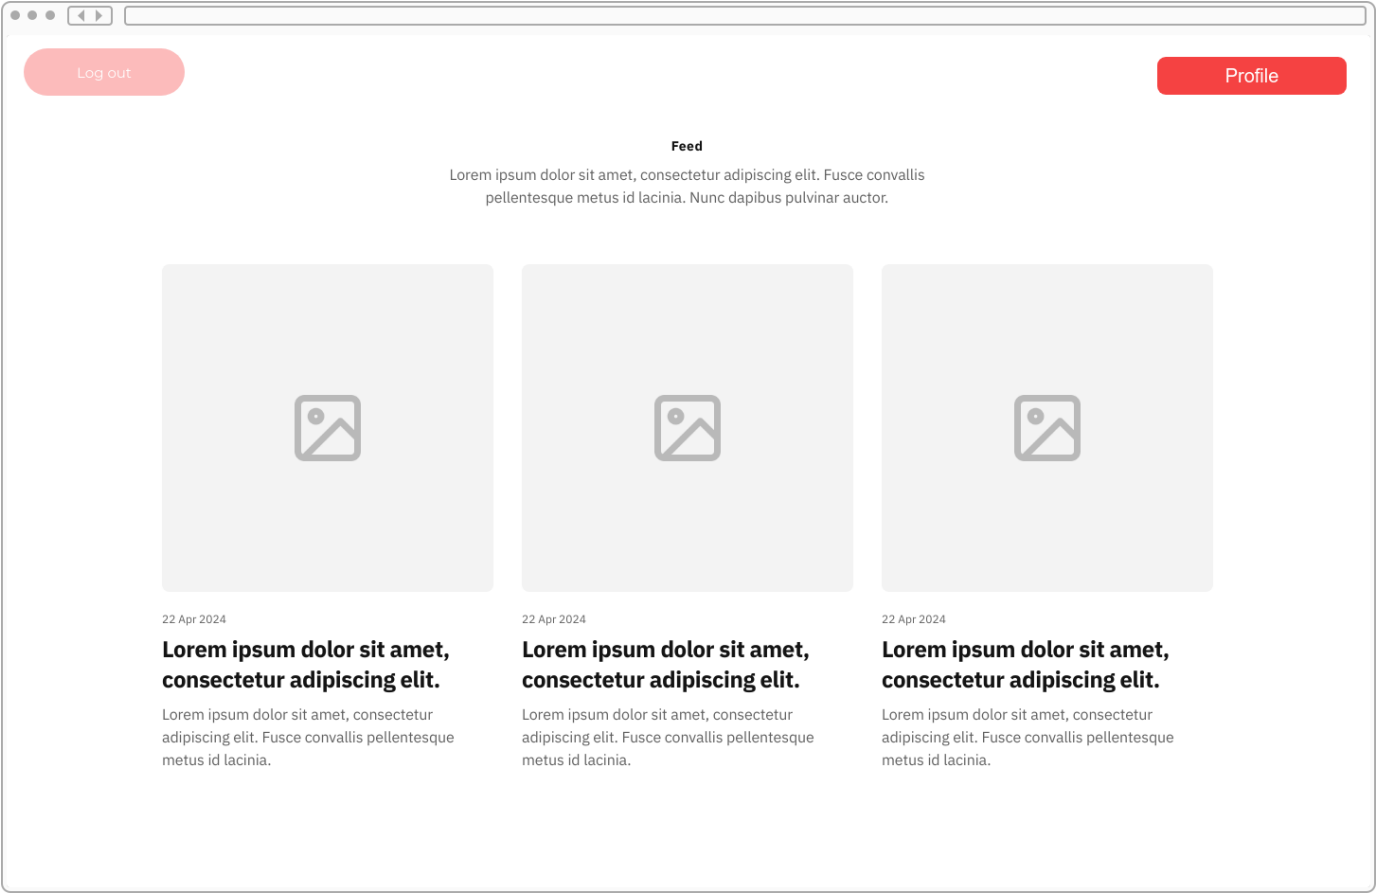 Log out
Profile
Feed
Lorem ipsum dolor sit amet, consectetur adipiscing elit. Fusce convallis
pellentesque metus id lacinia. Nunc dapibus pulvinar auctor.
22 Apr 2024
Lorem ipsum dolor sit amet,
consectetur adipiscing elit.
Lorem ipsum dolor sit amet, consectetur
adipiscing elit. Fusce convallis pellentesque
metus id lacinia.
22 Apr 2024
Lorem ipsum dolor sit amet,
consectetur adipiscing elit.
Lorem ipsum dolor sit amet, consectetur
adipiscing elit. Fusce convallis pellentesque
metus id lacinia.
22 Apr 2024
Lorem ipsum dolor sit amet,
consectetur adipiscing elit.
Lorem ipsum dolor sit amet, consectetur
adipiscing elit. Fusce convallis pellentesque
metus id lacinia.